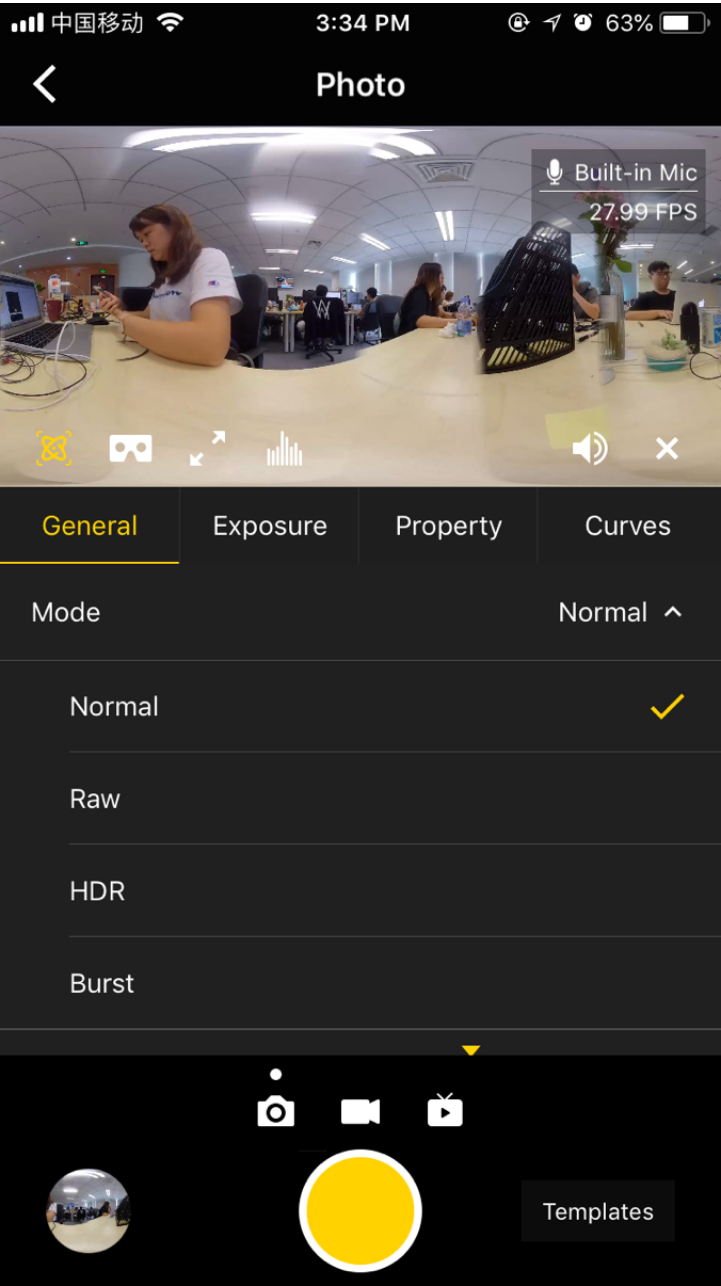 中国移动 3:34 PM 63%
Photo
Built-in Mic
27.99 FPS
General Exposure Property Curves
Mode Normal
Normal
Raw
HDR
Burst
Templates